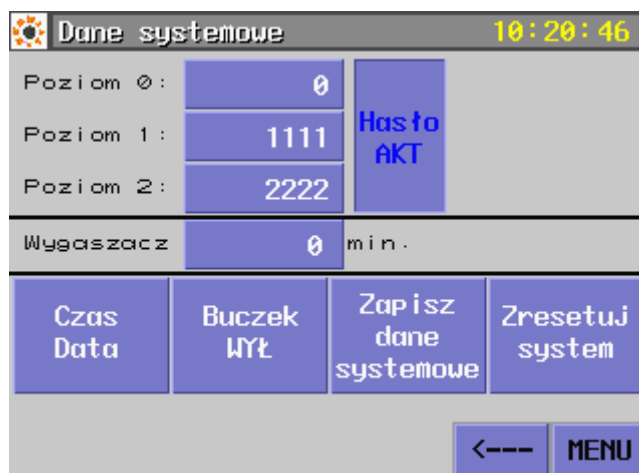 Dane systemowe 10:20:46
Poziom 0: 0
Poziom 1: 1111
Poziom 2: 2222
Hasło
AKT
Wygaszacz 0 min.
Czas
Data
Buczek
WYŁ
Zapisz
dane
systemowe
Zresetuj
system
<--- MENU